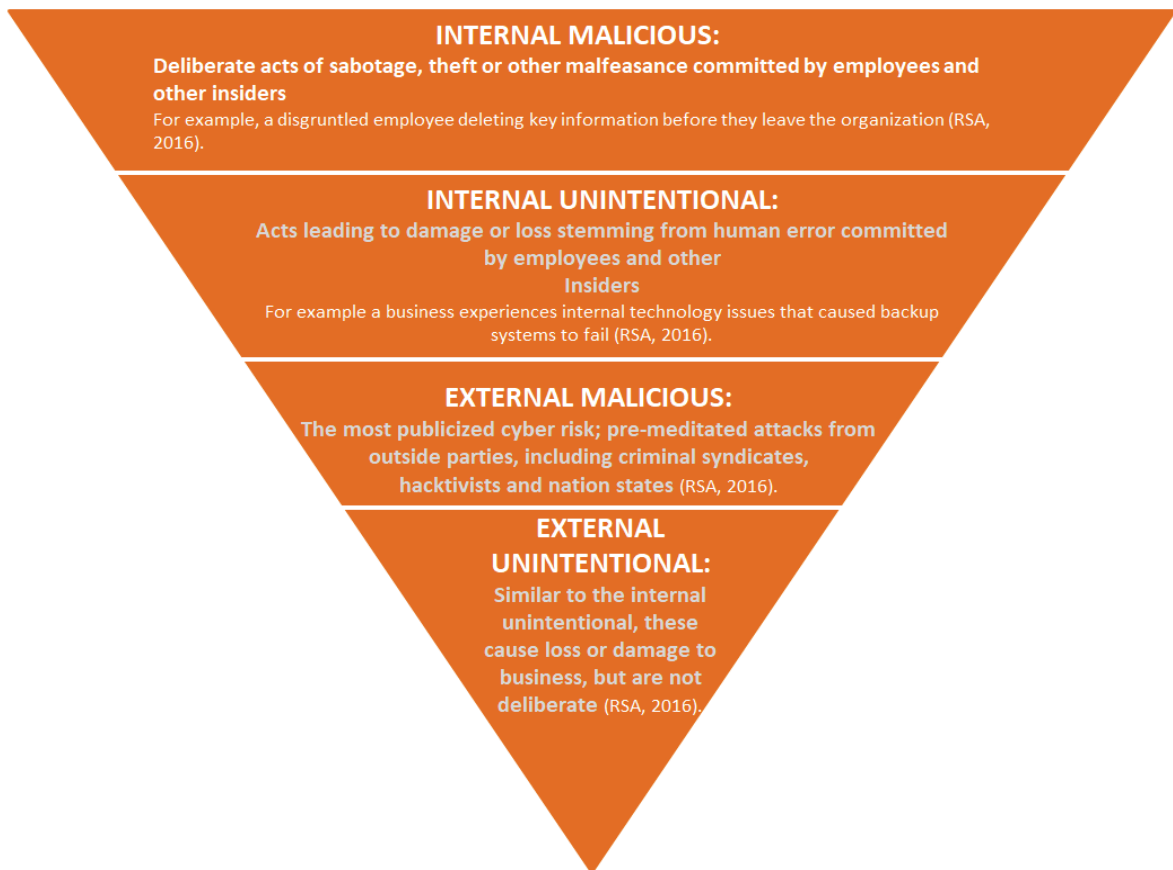 INTERNAL MALICIOUS:
Deliberate acts of sabotage, theft or other malfeasance committed by employees and
other insiders
For example, a disgruntled employee deleting key information before they leave the organization (RSA,
2016).
INTERNAL UNINTENTIONAL:
Acts leading to damage or loss stemming from human error committed
by employees and other
Insiders
For example a business experiences internal technology issues that caused backup
systems to fail (RSA, 2016).
EXTERNAL MALICIOUS:
The most publicized cyber risk; pre-meditated attacks from
outside parties, including criminal syndicates,
hacktivists and nation states (RSA, 2016).
EXTERNAL
UNINTENTIONAL:
Similar to the internal
unintentional, these
cause loss or damage to
business, but are not
deliberate (RSA, 2016).